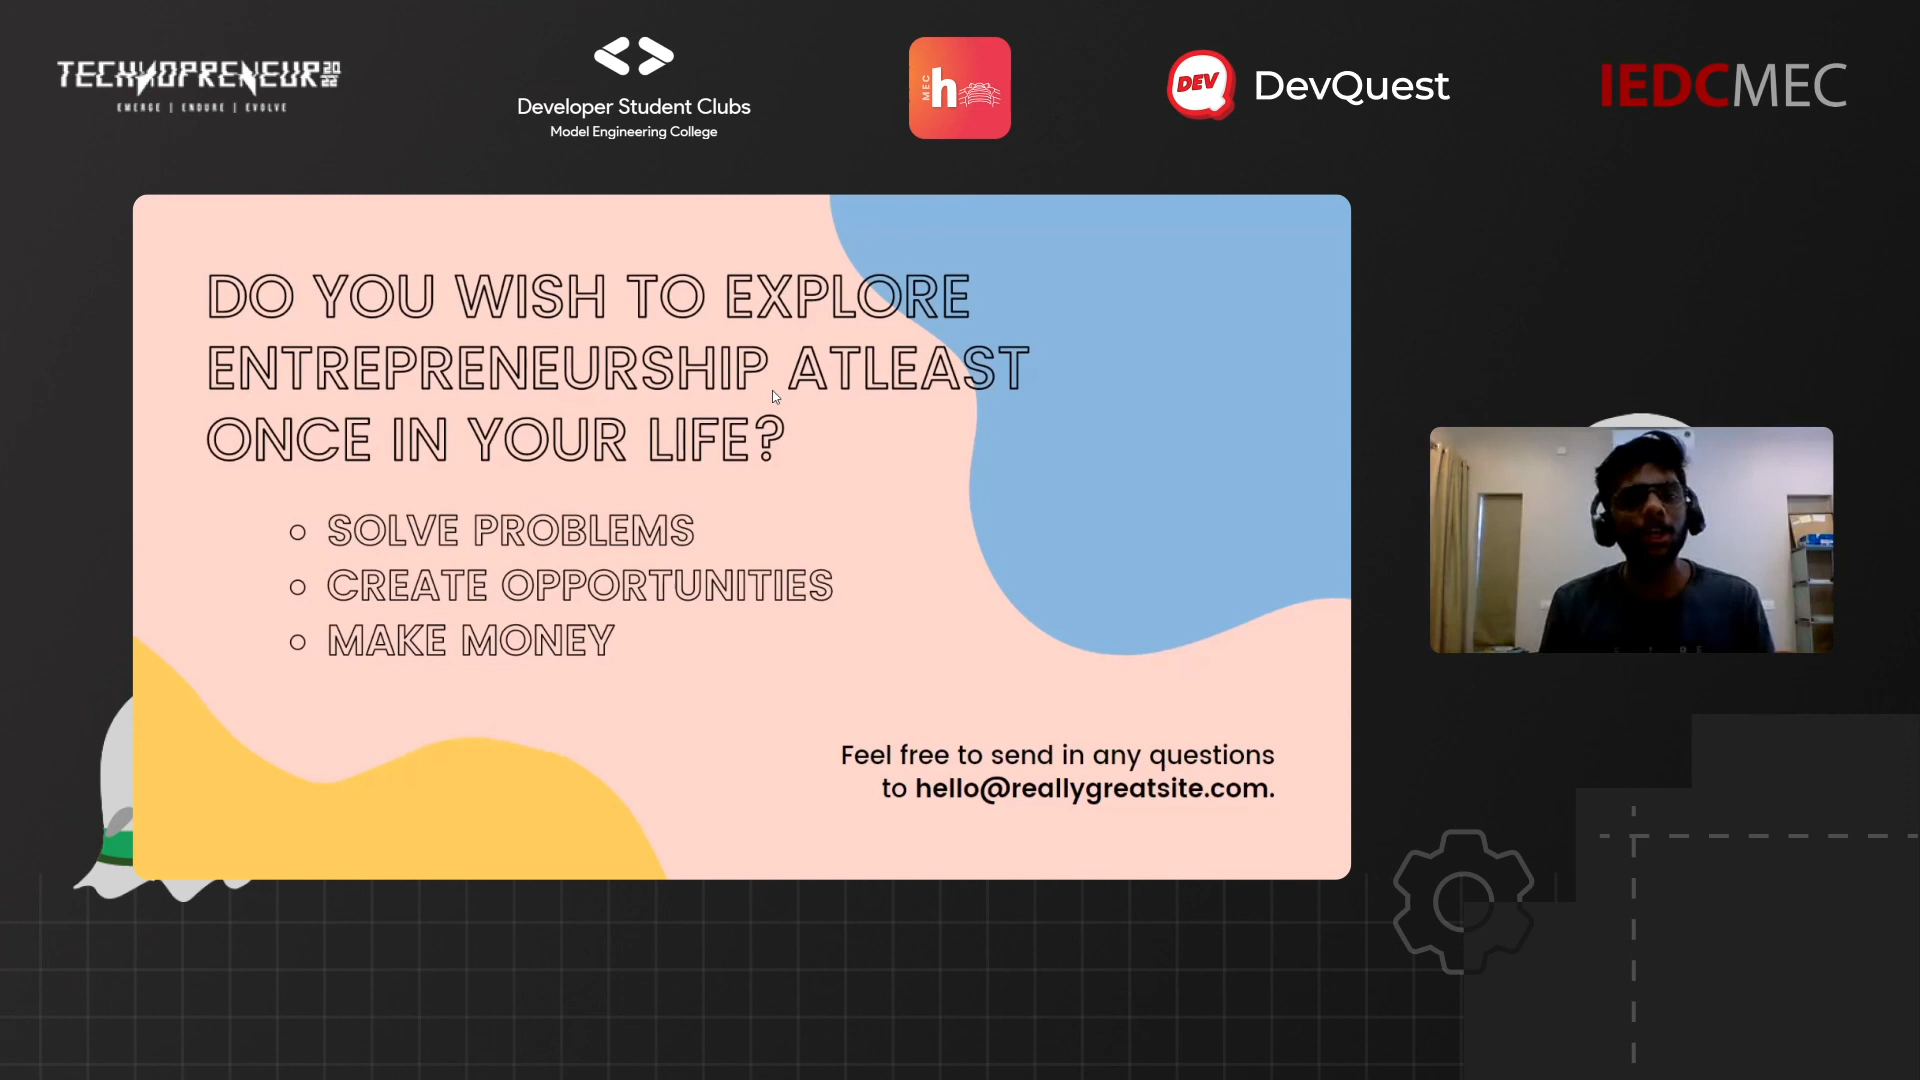 TECHNOPRENEUR 2022
EMERGE | ENDURE | EVOLVE
Developer Student Clubs
Model Engineering College
MEC
h
DEV
DevQuest
IEDCMEC
DO YOU WISH TO EXPLORE
ENTREPRENEURSHIP ATLEAST
ONCE IN YOUR LIFE?
SOLVE PROBLEMS
CREATE OPPORTUNITIES
MAKE MONEY
Feel free to send in any questions
to hello@reallygreatsite.com.